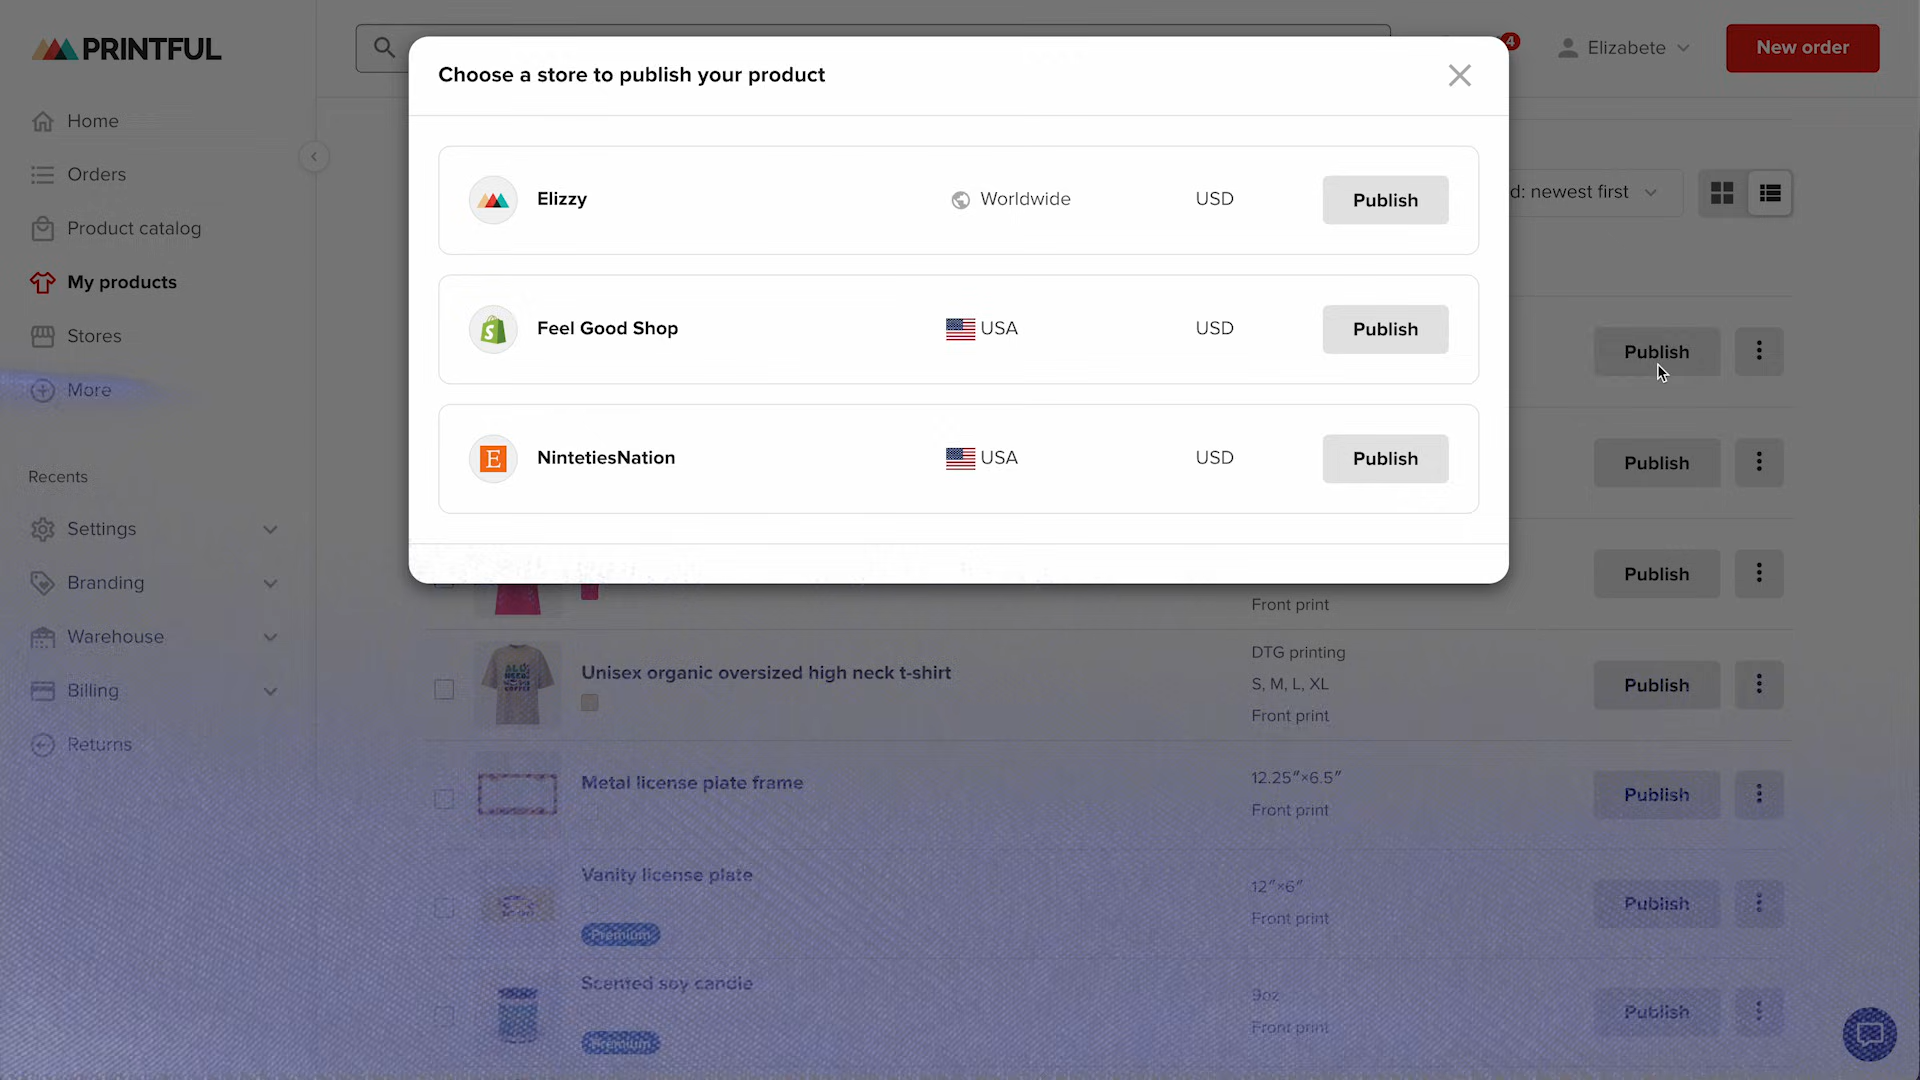 PRINTFUL
4
Elizabete
New order
Home
Orders
Product catalog
My products
Stores
More
Recents
Settings
Branding
Warehouse
Billing
Returns
Choose a store to publish your product
Elizzy
Worldwide
USD
Publish
Feel Good Shop
USA
USD
Publish
NintetiesNation
USA
USD
Publish
d: newest first
Publish
Publish
Front print
Publish
Unisex organic oversized high neck t-shirt
DTG printing
S, M, L, XL
Front print
Publish
Metal license plate frame
12.25″×6.5″
Front print
Publish
Vanity license plate
Premium
12″×6″
Front print
Publish
Scented soy candle
Premium
9oz
Front print
Publish